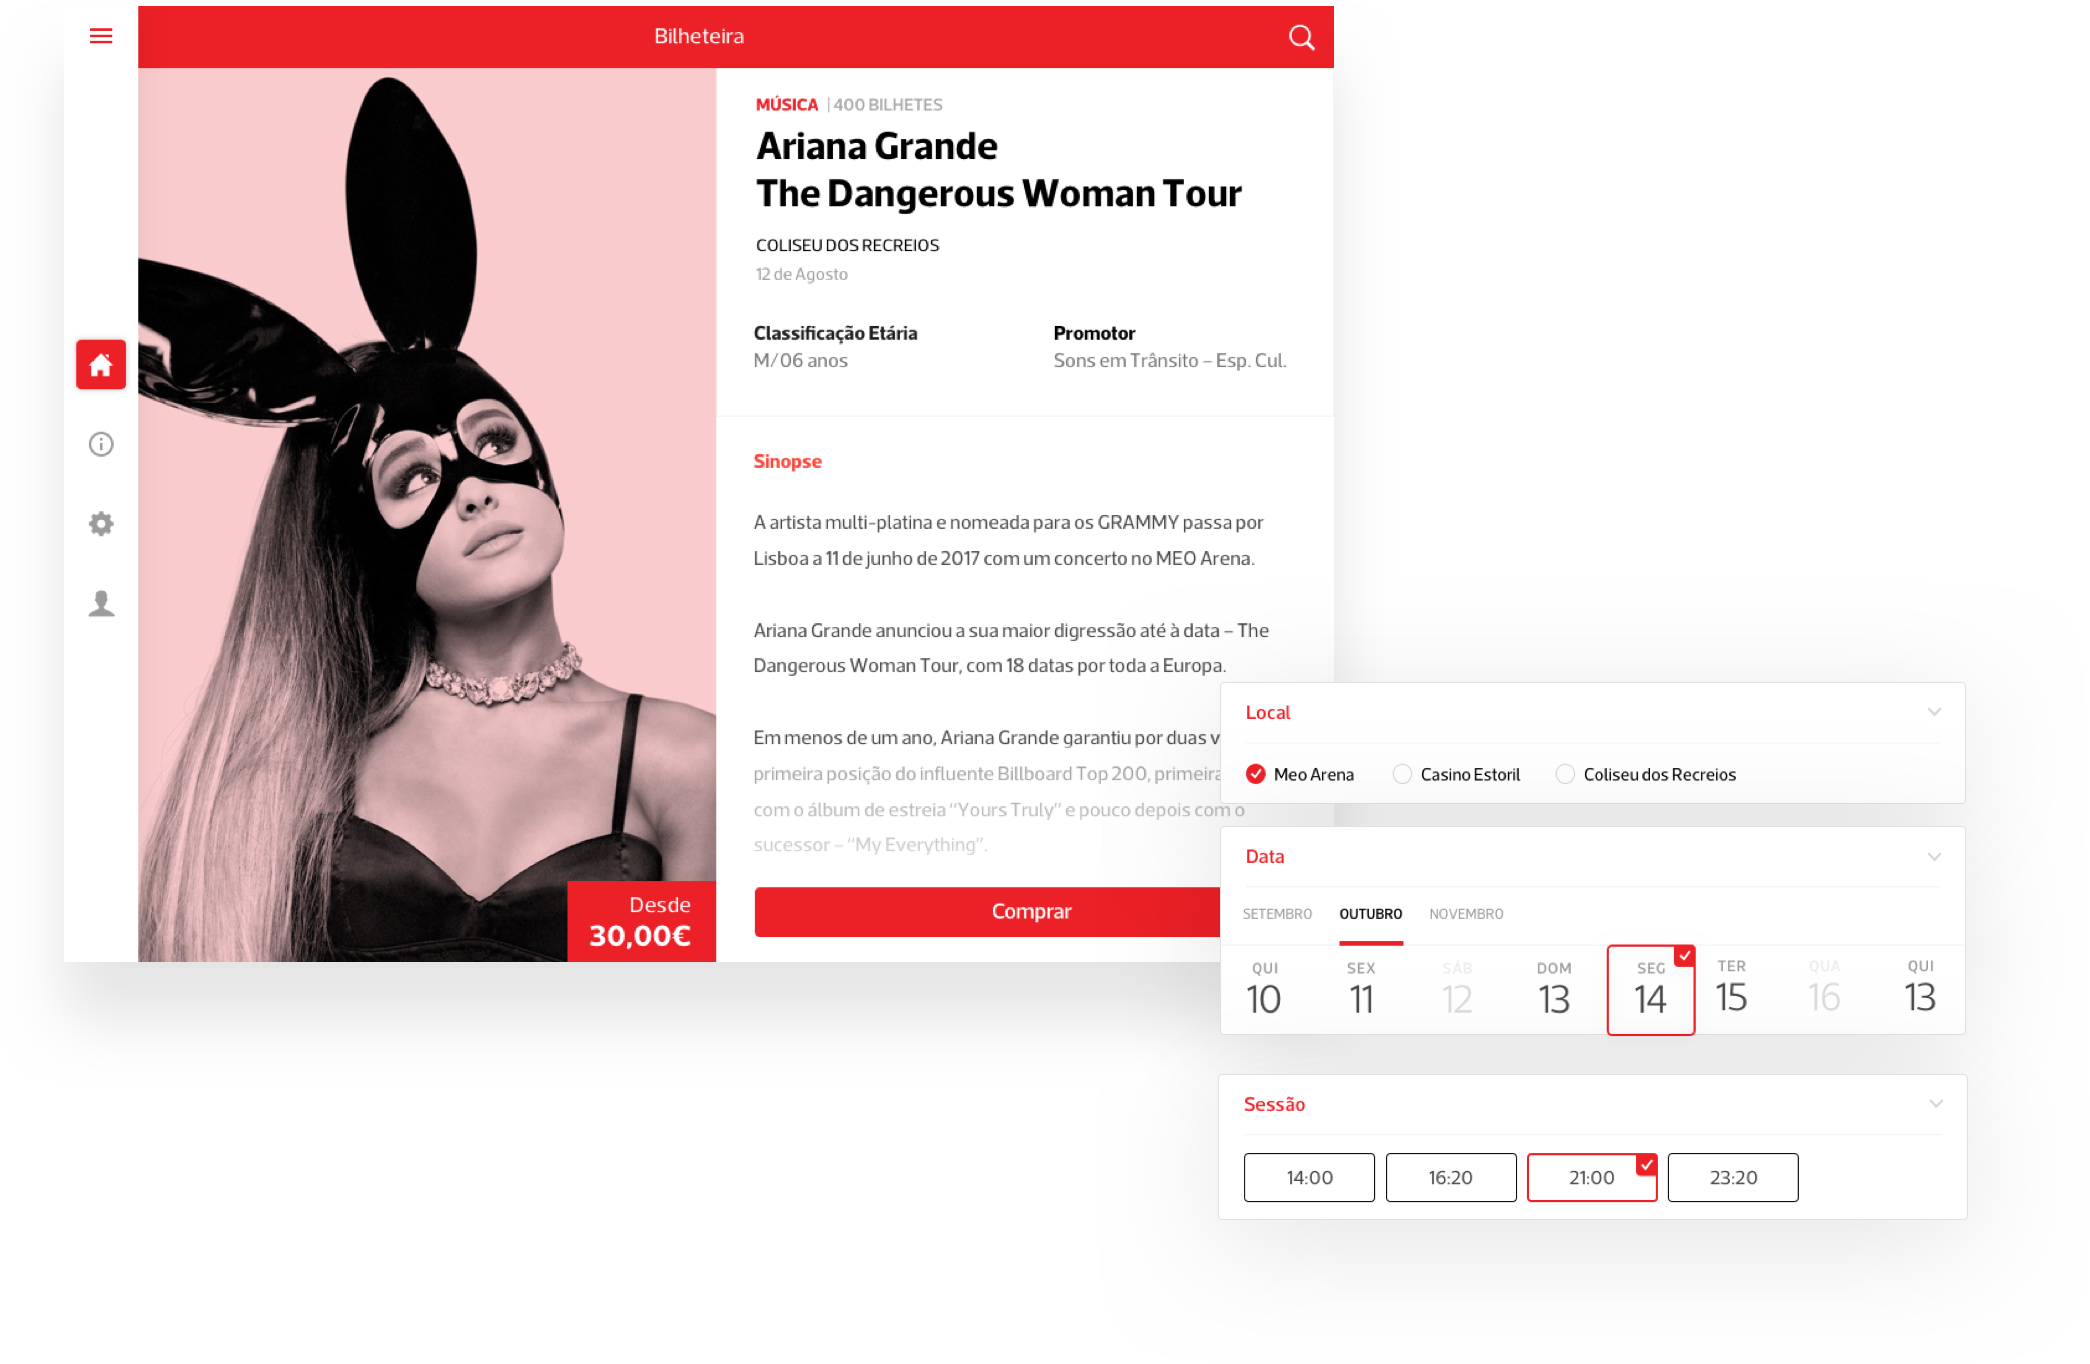 Bilheteira
MÚSICA | 400 BILHETES
Ariana Grande
The Dangerous Woman Tour
COLISEU DOS RECREIOS
12 de Agosto
Classificação Etária
M/06 anos
Promotor
Sons em Trânsito – Esp. Cul.
Sinopse
A artista multi-platina e nomeada para os GRAMMY passa por
Lisboa a 11 de junho de 2017 com um concerto no MEO Arena.
Ariana Grande anunciou a sua maior digressão até à data – The
Dangerous Woman Tour, com 18 datas por toda a Europa.
Em menos de um ano, Ariana Grande garantiu por duas v
primeira posição do influente Billboard Top 200, primeira
com o álbum de estreia “Yours Truly” e pouco depois com o
sucessor – “My Everything”.
Desde
30,00€
Comprar
Local
Meo Arena
Casino Estoril
Coliseu dos Recreios
Data
SETEMBRO OUTUBRO NOVEMBRO
QUI SEX SÁB DOM SEG TER QUA QUI
10 11 12 13 14 15 16 13
Sessão
14:00 16:20 21:00 23:20